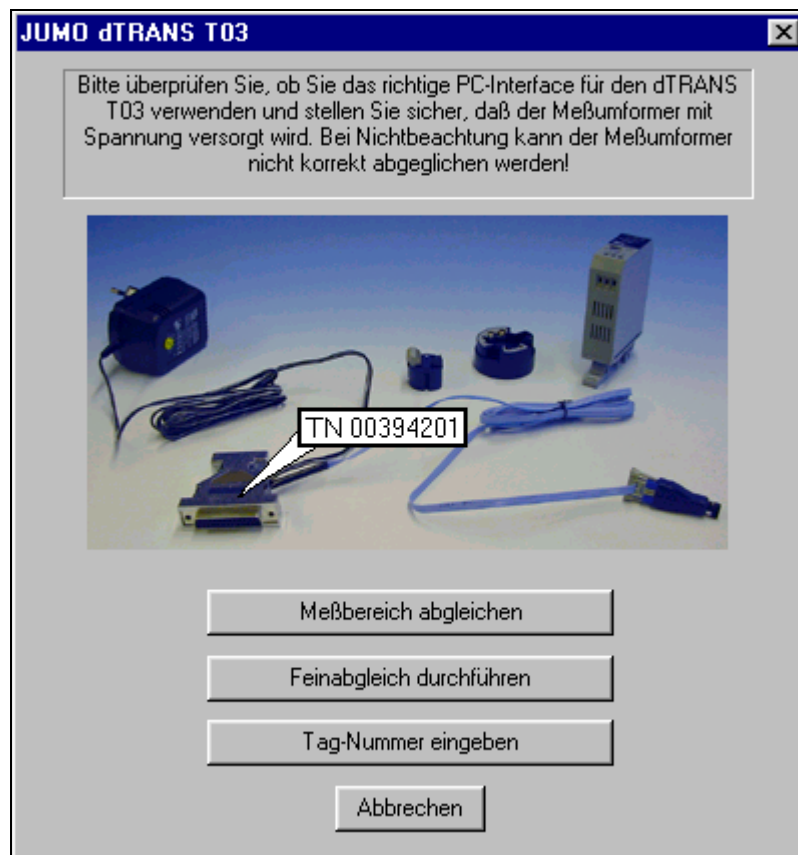 JUMO dTRANS T03
Bitte überprüfen Sie, ob Sie das richtige PC-Interface für den dTRANS
T03 verwenden und stellen Sie sicher, daß der Meßumformer mit
Spannung versorgt wird. Bei Nichtbeachtung kann der Meßumformer
nicht korrekt abgeglichen werden!
TN 00394201
Meßbereich abgleichen
Feinabgleich durchführen
Tag-Nummer eingeben
Abbrechen